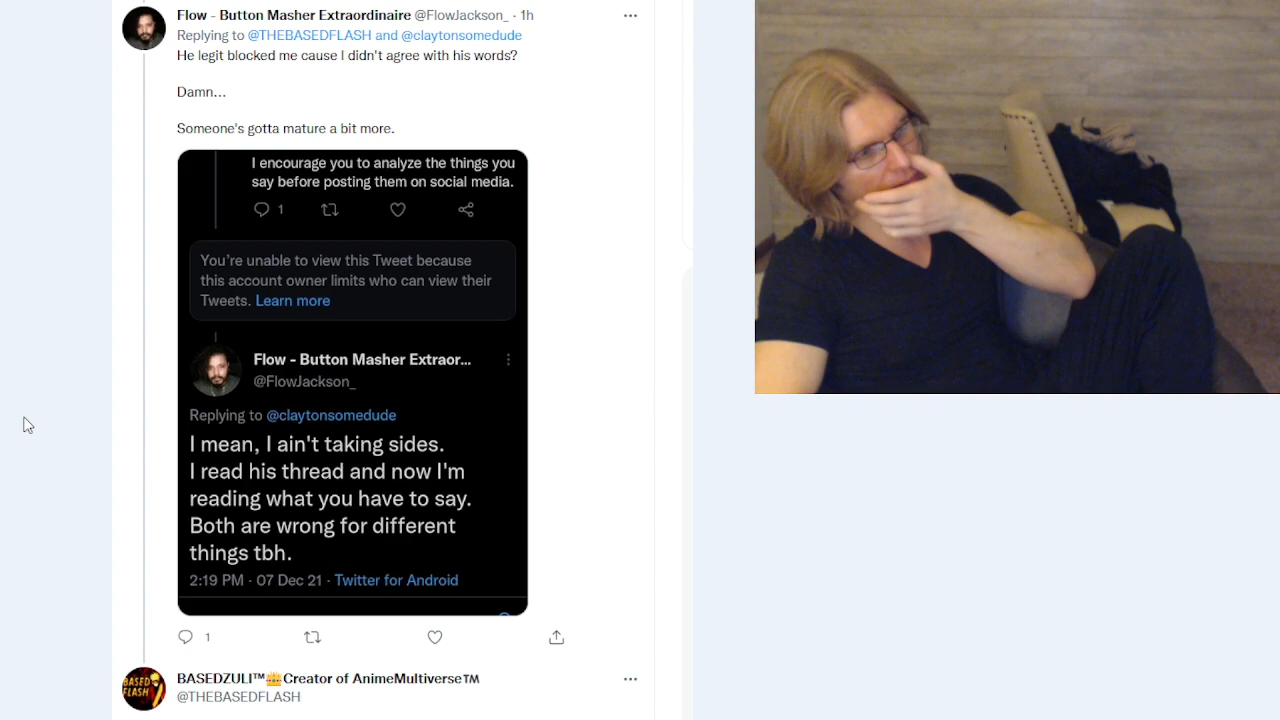 Flow - Button Masher Extraordinaire @FlowJackson_ · 1h
Replying to @THEBASEDFLASH and @claytonsomedude
He legit blocked me cause I didn't agree with his words?
Damn...
Someone's gotta mature a bit more.
I encourage you to analyze the things you
say before posting them on social media.
1
You're unable to view this Tweet because
this account owner limits who can view their
Tweets. Learn more
Flow - Button Masher Extraor...
@FlowJackson_
Replying to @claytonsomedude
I mean, I ain't taking sides.
I read his thread and now I'm
reading what you have to say.
Both are wrong for different
things tbh.
2:19 PM · 07 Dec 21 · Twitter for Android
1
BASED
FLASH
BASEDZULI™👑Creator of AnimeMultiverse™
@THEBASEDFLASH